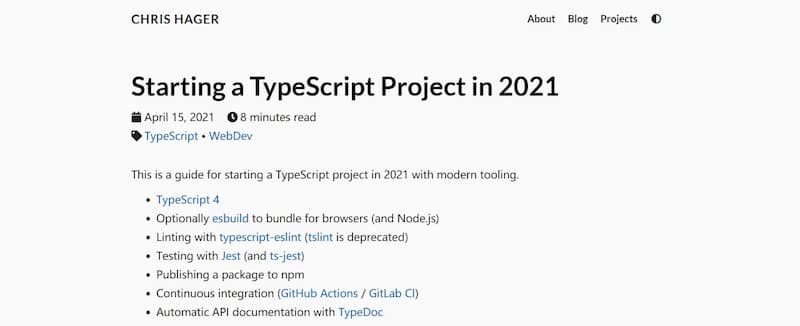 CHRIS HAGER
About Blog Projects
Starting a TypeScript Project in 2021
April 15, 2021 8 minutes read
TypeScript • WebDev
This is a guide for starting a TypeScript project in 2021 with modern tooling.
• TypeScript 4
• Optionally esbuild to bundle for browsers (and Node.js)
• Linting with typescript-eslint (tslint is deprecated)
• Testing with Jest (and ts-jest)
• Publishing a package to npm
• Continuous integration (GitHub Actions / GitLab CI)
• Automatic API documentation with TypeDoc